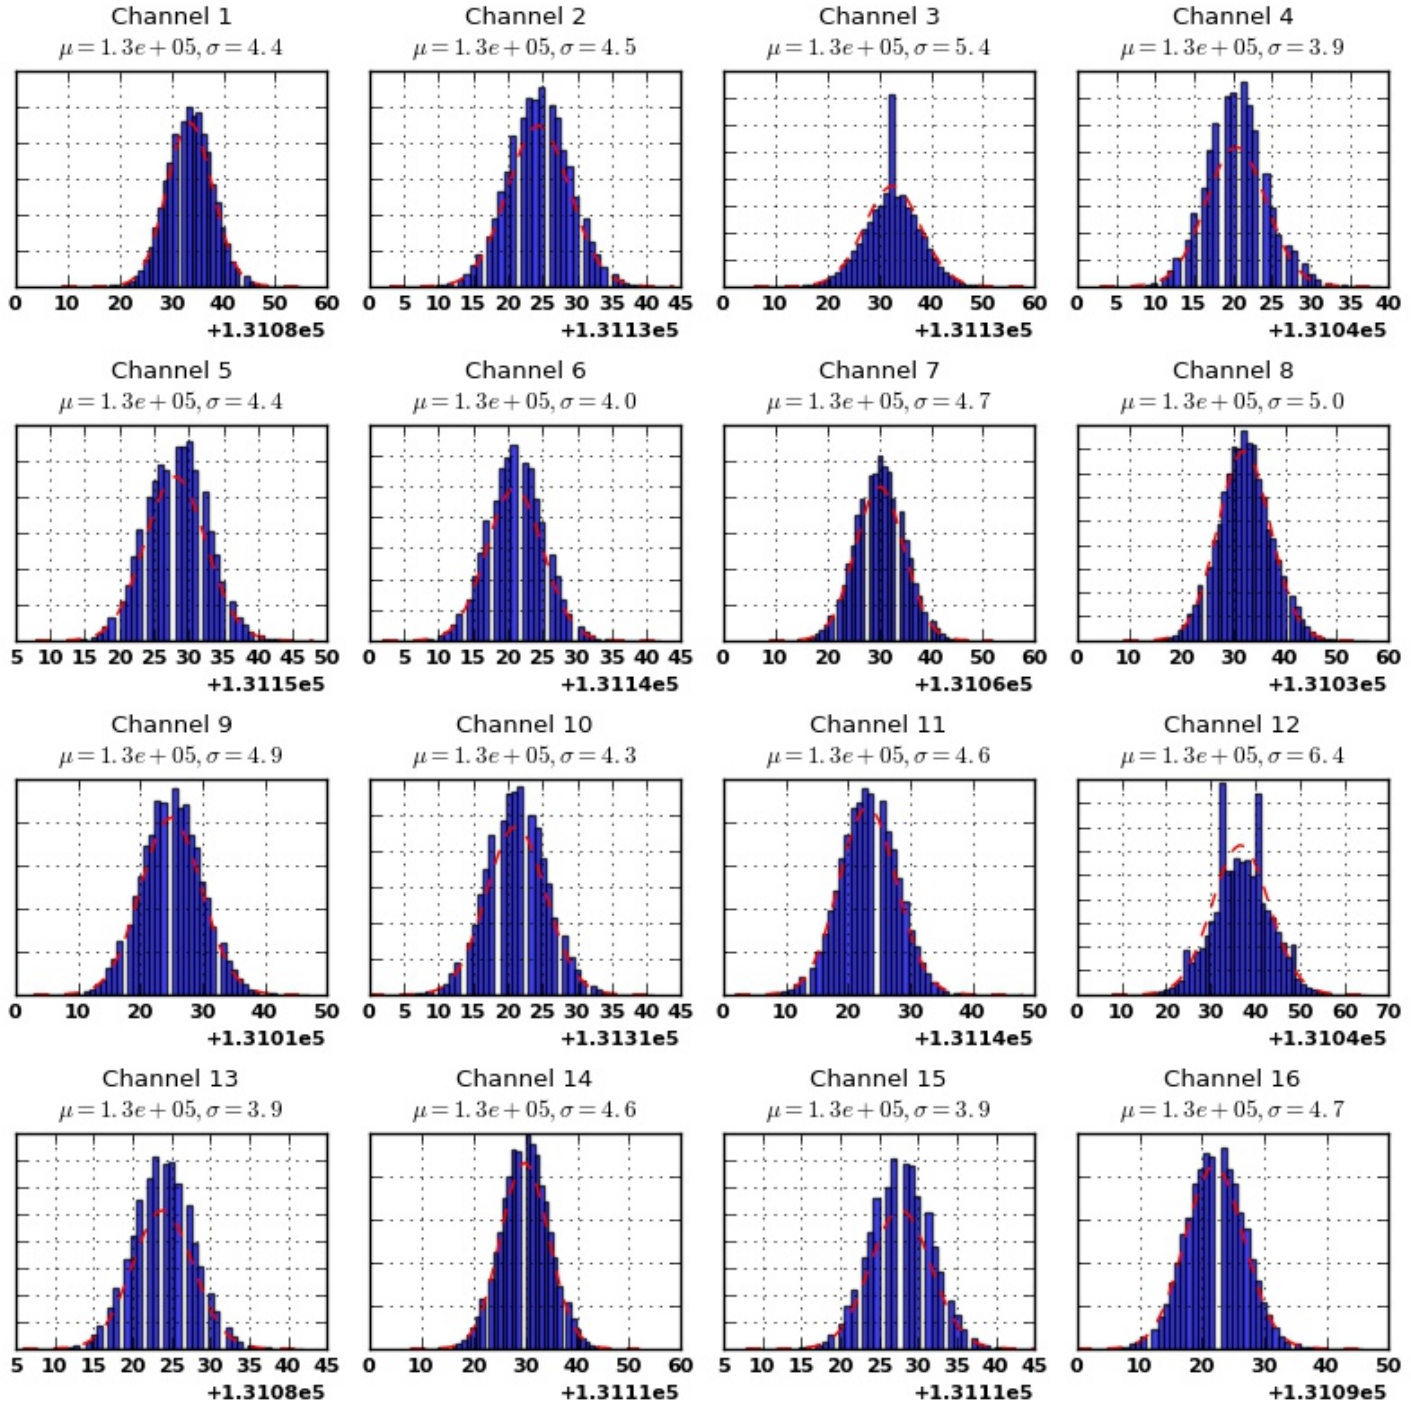 Channel 1 Channel 2 Channel 3 Channel 4
μ = 1.3e + 05, σ = 4.4 μ = 1.3e + 05, σ = 4.5 μ = 1.3e + 05, σ = 5.4 μ = 1.3e + 05, σ = 3.9
0 10 20 30 40 50 60 0 5 10 15 20 25 30 35 40 45 0 10 20 30 40 50 60 0 5 10 15 20 25 30 35 40
+1.3108e5 +1.3113e5 +1.3113e5 +1.3104e5
Channel 5 Channel 6 Channel 7 Channel 8
μ = 1.3e + 05, σ = 4.4 μ = 1.3e + 05, σ = 4.0 μ = 1.3e + 05, σ = 4.7 μ = 1.3e + 05, σ = 5.0
5 10 15 20 25 30 35 40 45 50 0 5 10 15 20 25 30 35 40 45 0 10 20 30 40 50 60 0 10 20 30 40 50 60
+1.3115e5 +1.3114e5 +1.3106e5 +1.3103e5
Channel 9 Channel 10 Channel 11 Channel 12
μ = 1.3e + 05, σ = 4.9 μ = 1.3e + 05, σ = 4.3 μ = 1.3e + 05, σ = 4.6 μ = 1.3e + 05, σ = 6.4
0 10 20 30 40 50 0 5 10 15 20 25 30 35 40 45 0 10 20 30 40 50 0 10 20 30 40 50 60 70
+1.3101e5 +1.3131e5 +1.3114e5 +1.3104e5
Channel 13 Channel 14 Channel 15 Channel 16
μ = 1.3e + 05, σ = 3.9 μ = 1.3e + 05, σ = 4.6 μ = 1.3e + 05, σ = 3.9 μ = 1.3e + 05, σ = 4.7
5 10 15 20 25 30 35 40 45 0 10 20 30 40 50 60 5 10 15 20 25 30 35 40 45 0 10 20 30 40 50
+1.3108e5 +1.3111e5 +1.3111e5 +1.3109e5